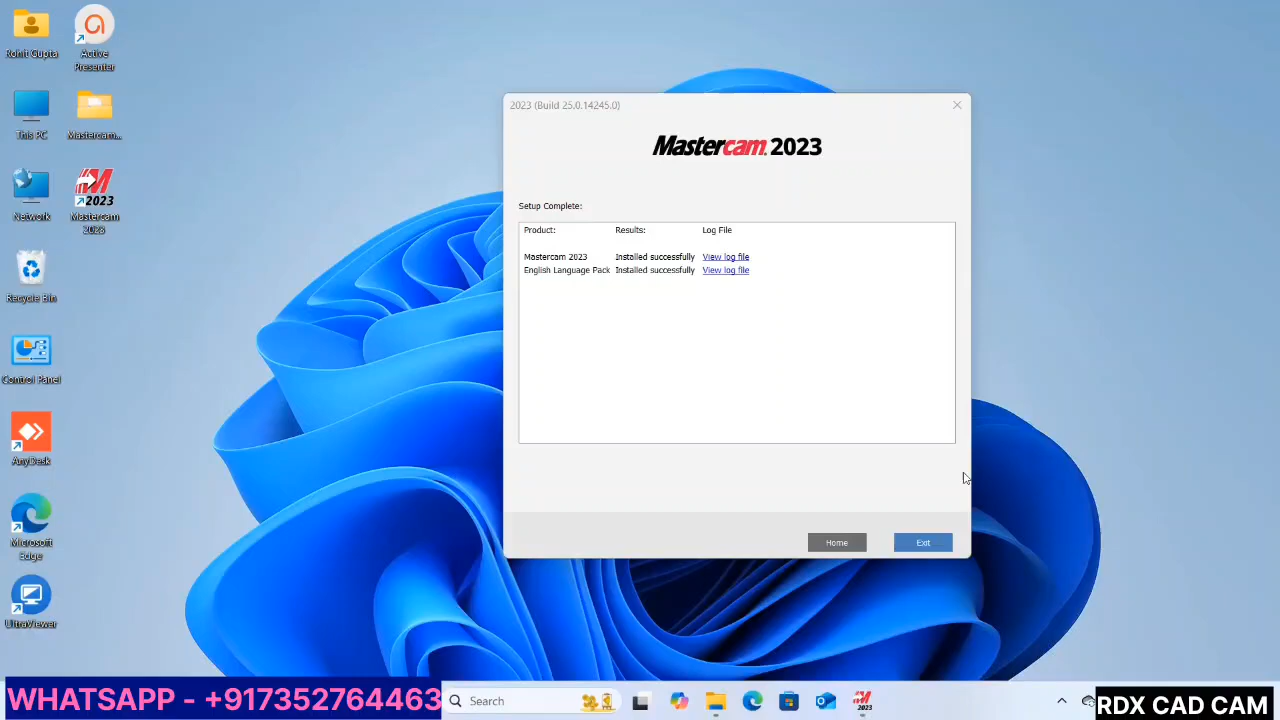 Rohit Gupta
Active
Presenter
This PC
Mastercam...
Network
2023
Mastercam
2023
Recycle Bin
Control Panel
AnyDesk
Microsoft
Edge
UltraViewer
2023 (Build 25.0.14245.0)
Mastercam. 2023
Setup Complete:
Product: Results: Log File
Mastercam 2023 Installed successfully View log file
English Language Pack Installed successfully View log file
Home Exit
WHATSAPP - +917352764463
Search
2023
RDX CAD CAM